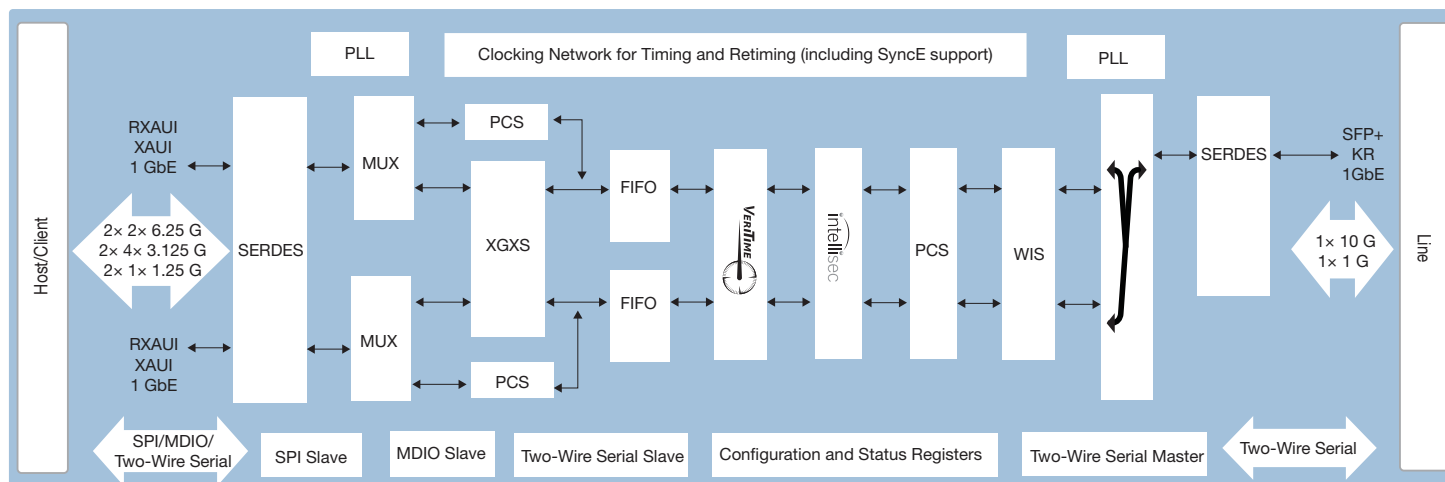 PLL
Clocking Network for Timing and Retiming (including SyncE support)
PLL
Host/Client
RXAUI
XAUI
1 GbE
2× 2× 6.25 G
2× 4× 3.125 G
2× 1× 1.25 G
RXAUI
XAUI
1 GbE
SERDES
MUX
MUX
PCS
XGXS
PCS
FIFO
FIFO
VERITIME
intellisec
PCS
WIS
SERDES
SFP+
KR
1GbE
1× 10 G
1× 1 G
Line
SPI/MDIO/
Two-Wire Serial
SPI Slave
MDIO Slave
Two-Wire Serial Slave
Configuration and Status Registers
Two-Wire Serial Master
Two-Wire Serial